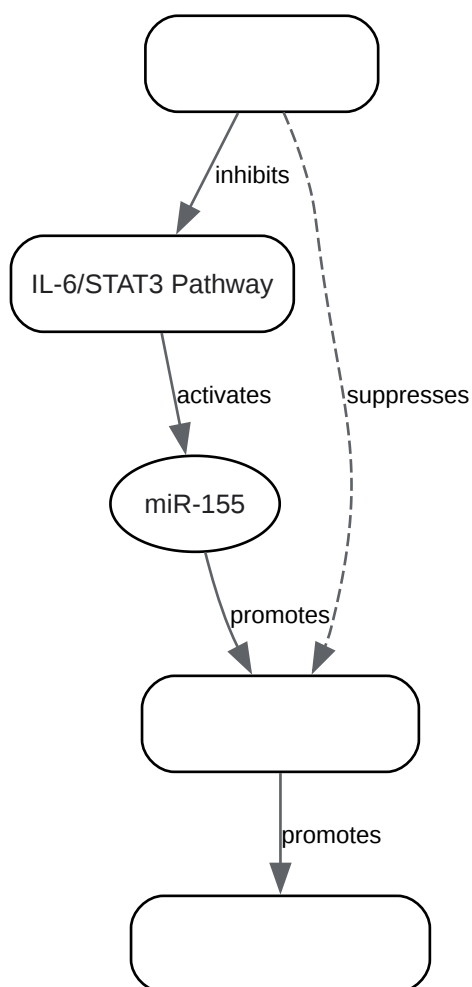 inhibits
IL-6/STAT3 Pathway
activates
suppresses
miR-155
promotes
promotes